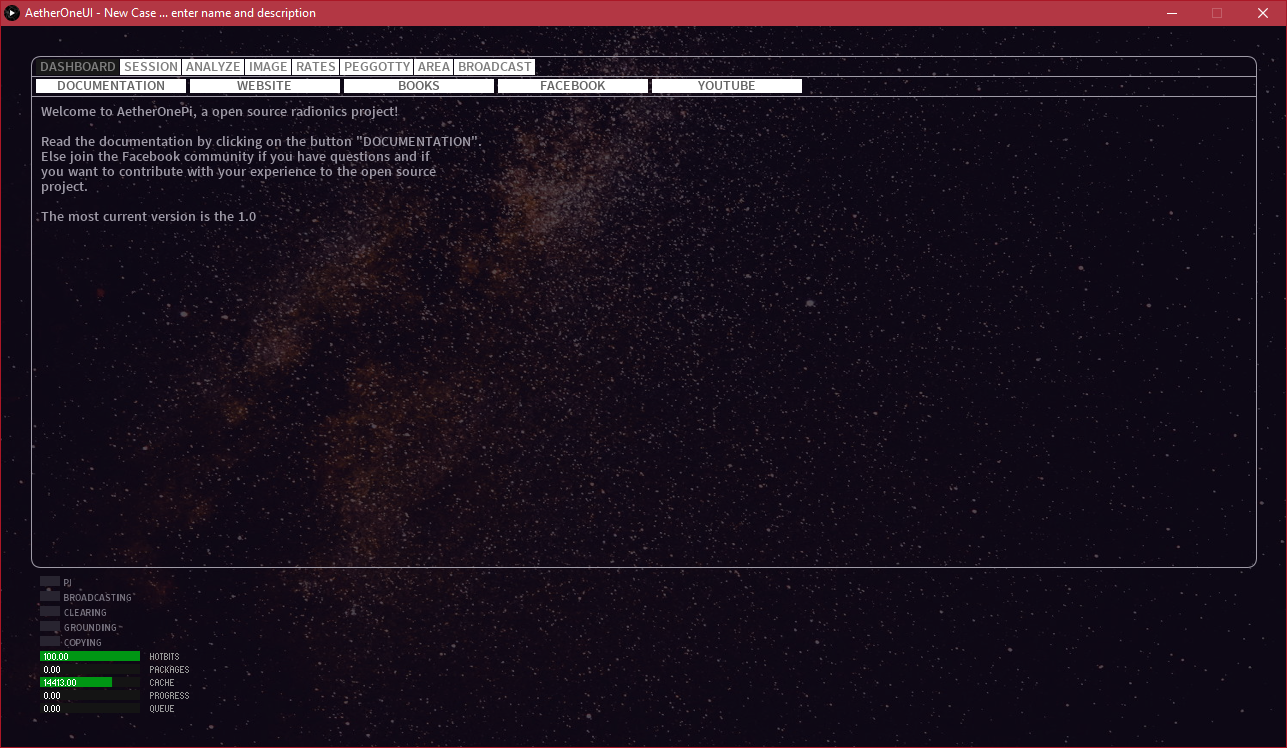 AetherOneUI - New Case ... enter name and description
DASHBOARD SESSION ANALYZE IMAGE RATES PEGGOTTY AREA BROADCAST
DOCUMENTATION WEBSITE BOOKS FACEBOOK YOUTUBE
Welcome to AetherOnePi, a open source radionics project!
Read the documentation by clicking on the button "DOCUMENTATION".
Else join the Facebook community if you have questions and if
you want to contribute with your experience to the open source
project.
The most current version is the 1.0
PJ
BROADCASTING
CLEARING
GROUNDING
COPYING
100.00 HOTBITS
0.00 PACKAGES
14413.00 CACHE
0.00 PROGRESS
0.00 QUEUE